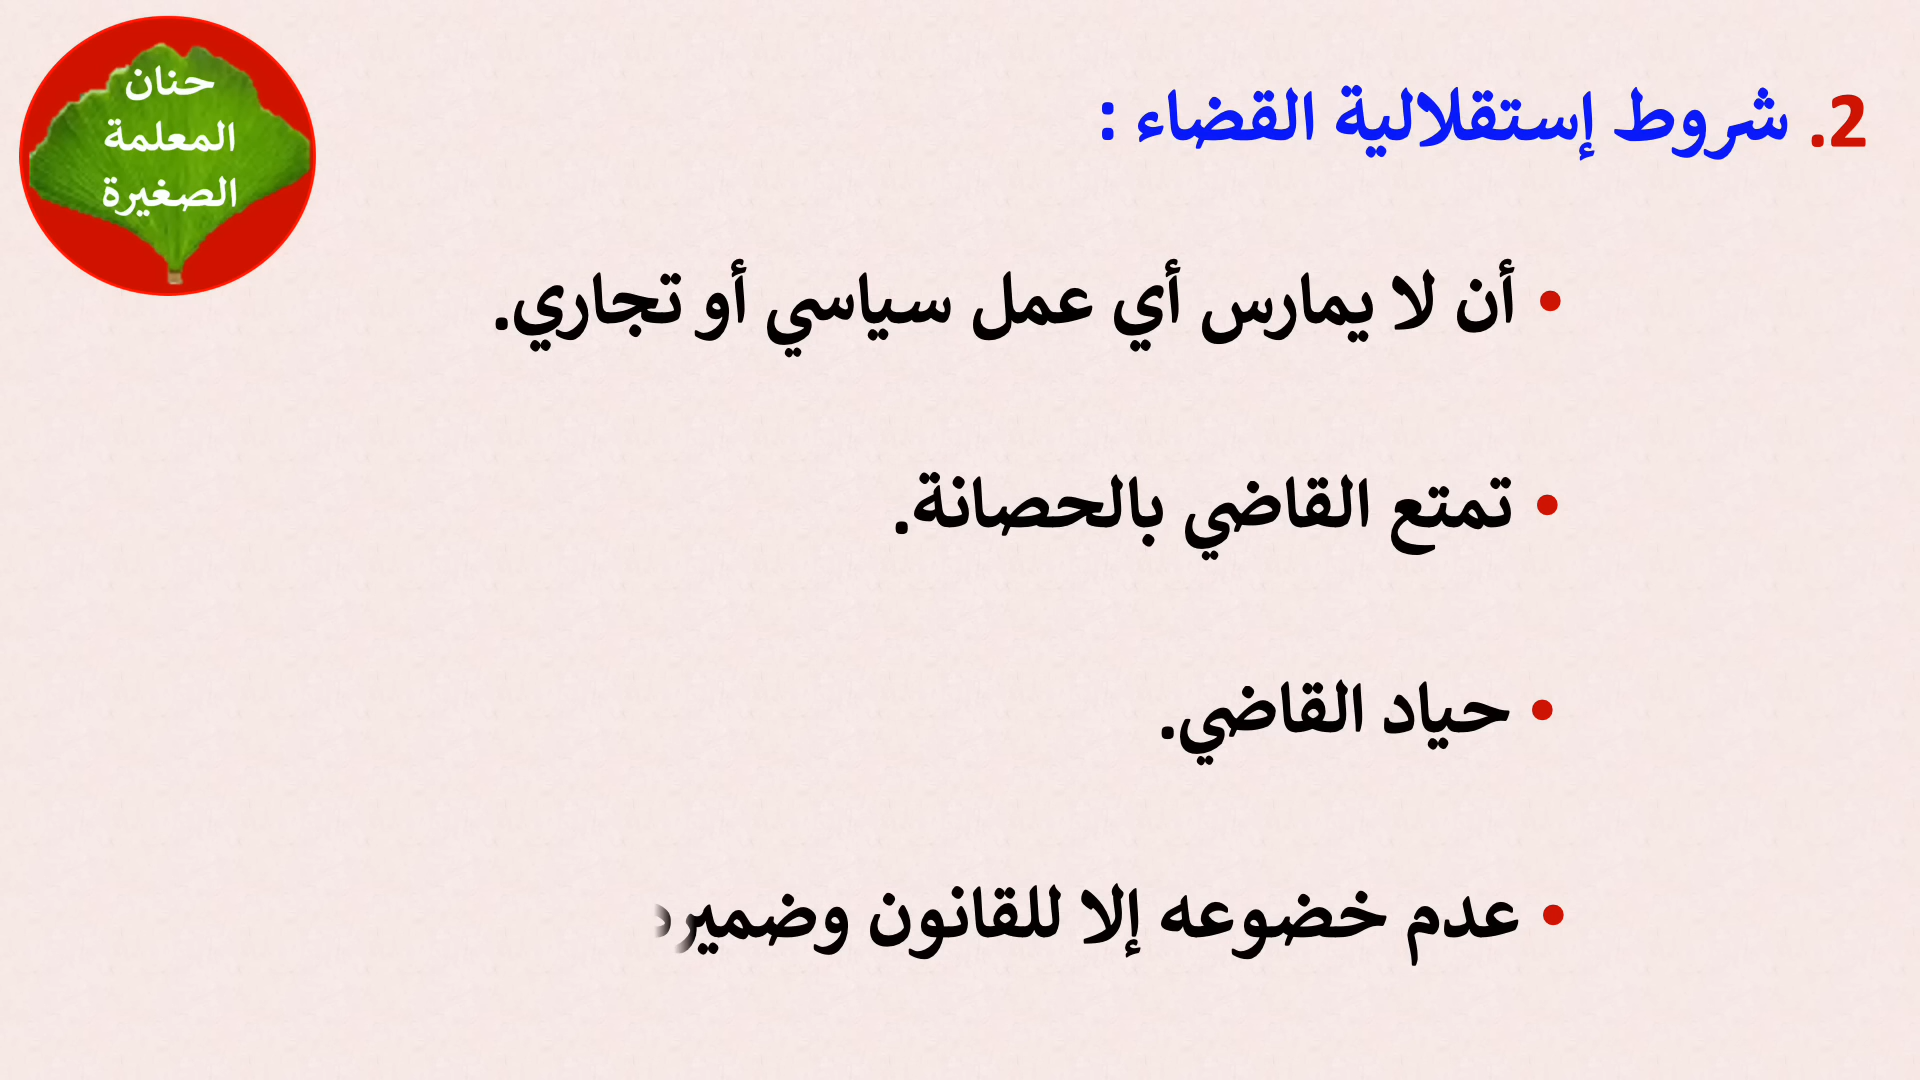 حنان
المعلمة
الصغيرة
2. شروط إستقلالية القضاء :
• أن لا يمارس أي عمل سياسي أو تجاري.
• تمتع القاضي بالحصانة.
• حياد القاضي.
• عدم خضوعه إلا للقانون وضميره